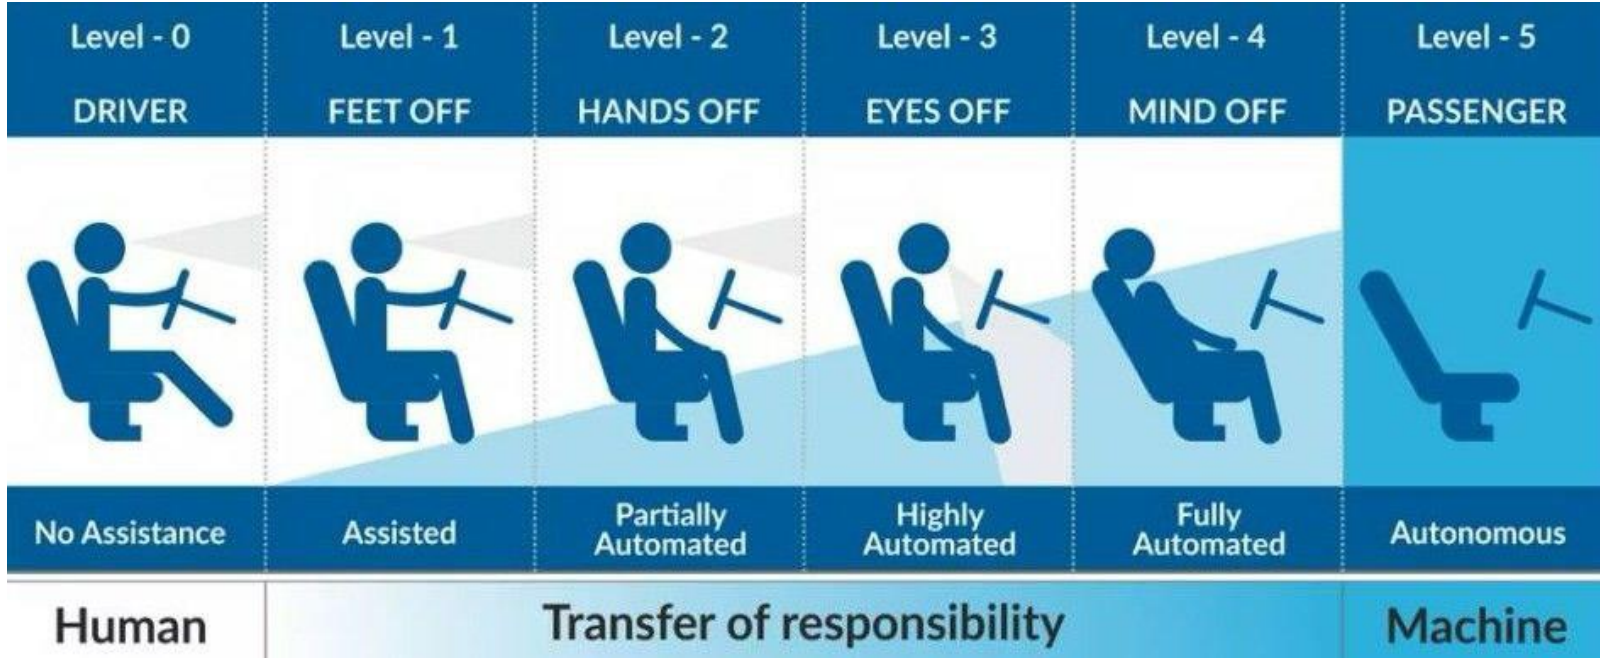 Level - 0
Level - 1
Level - 2
Level - 3
Level - 4
Level - 5
DRIVER
FEET OFF
HANDS OFF
EYES OFF
MIND OFF
PASSENGER
No Assistance
Assisted
Partially
Automated
Highly
Automated
Fully
Automated
Autonomous
Human
Transfer of responsibility
Machine